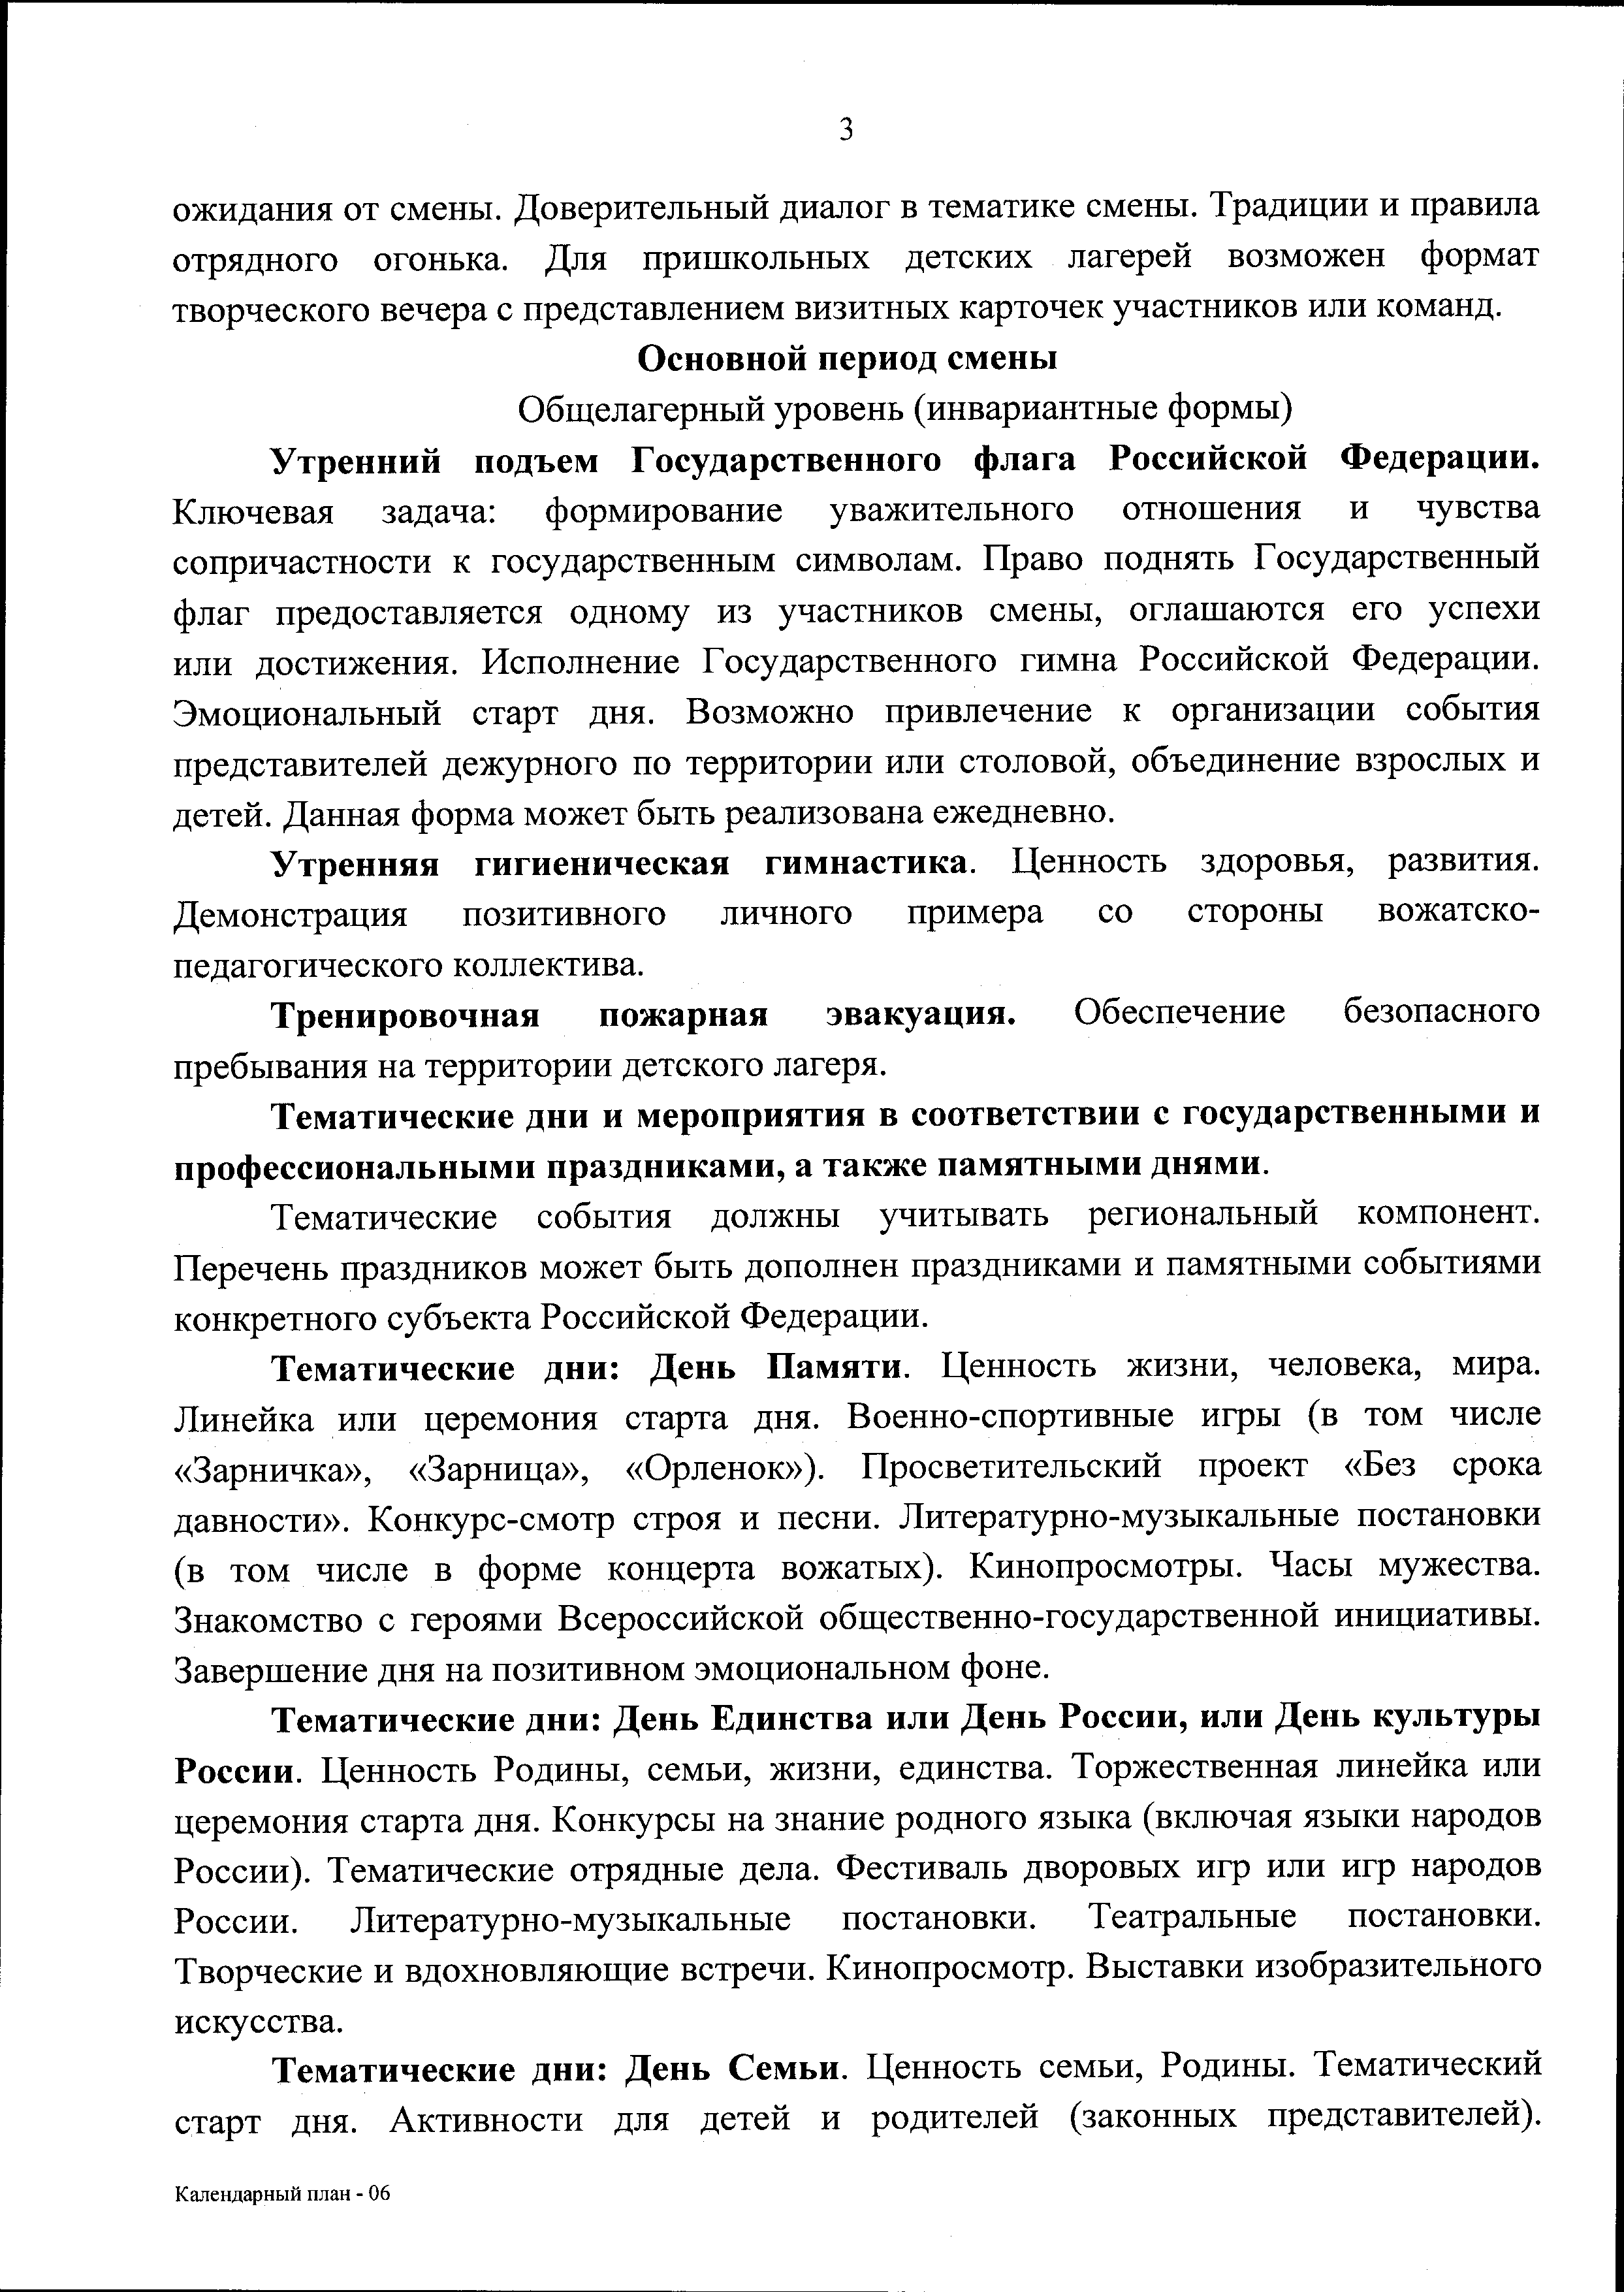 3
ожидания от смены. Доверительный диалог в тематике смены. Традиции и правила
отрядного огонька. Для пришкольных детских лагерей возможен формат
творческого вечера с представлением визитных карточек участников или команд.
Основной период смены
Общелагерный уровень (инвариантные формы)
Утренний подъем Государственного флага Российской Федерации.
Ключевая задача: формирование уважительного отношения и чувства
сопричастности к государственным символам. Право поднять Государственный
флаг предоставляется одному из участников смены, оглашаются его успехи
или достижения. Исполнение Государственного гимна Российской Федерации.
Эмоциональный старт дня. Возможно привлечение к организации события
представителей дежурного по территории или столовой, объединение взрослых и
детей. Данная форма может быть реализована ежедневно.
Утренняя гигиеническая гимнастика. Ценность здоровья, развития.
Демонстрация позитивного личного примера со стороны вожатско-
педагогического коллектива.
Тренировочная пожарная эвакуация. Обеспечение безопасного
пребывания на территории детского лагеря.
Тематические дни и мероприятия в соответствии с государственными и
профессиональными праздниками, а также памятными днями.
Тематические события должны учитывать региональный компонент.
Перечень праздников может быть дополнен праздниками и памятными событиями
конкретного субъекта Российской Федерации.
Тематические дни: День Памяти. Ценность жизни, человека, мира.
Линейка или церемония старта дня. Военно-спортивные игры (в том числе
«Зарничка», «Зарница», «Орленок»). Просветительский проект «Без срока
давности». Конкурс-смотр строя и песни. Литературно-музыкальные постановки
(в том числе в форме концерта вожатых). Кинопросмотры. Часы мужества.
Знакомство с героями Всероссийской общественно-государственной инициативы.
Завершение дня на позитивном эмоциональном фоне.
Тематические дни: День Единства или День России, или День культуры
России. Ценность Родины, семьи, жизни, единства. Торжественная линейка или
церемония старта дня. Конкурсы на знание родного языка (включая языки народов
России). Тематические отрядные дела. Фестиваль дворовых игр или игр народов
России. Литературно-музыкальные постановки. Театральные постановки.
Творческие и вдохновляющие встречи. Кинопросмотр. Выставки изобразительного
искусства.
Тематические дни: День Семьи. Ценность семьи, Родины. Тематический
старт дня. Активности для детей и родителей (законных представителей).
Календарный план - 06